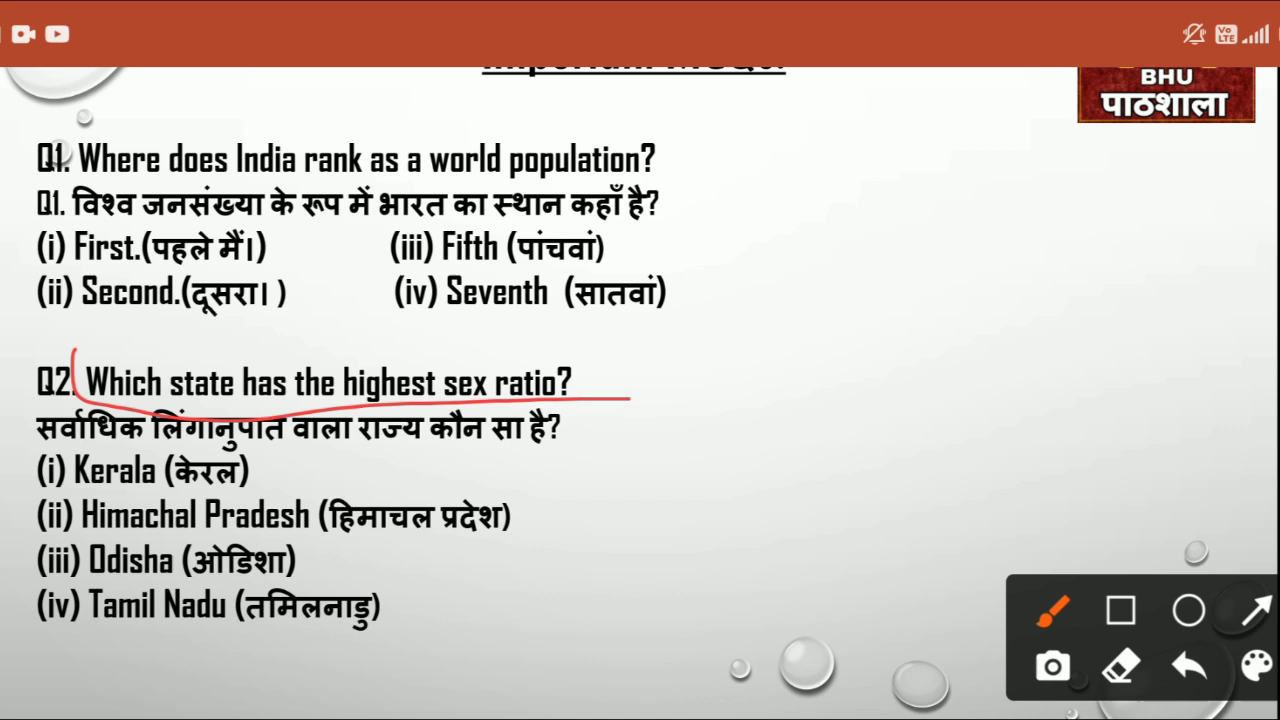 BHU
पाठशाला
Q1. Where does India rank as a world population?
Q1. विश्व जनसंख्या के रूप में भारत का स्थान कहाँ है?
(i) First.(पहले मैं।) (iii) Fifth (पांचवां)
(ii) Second.(दूसरा। ) (iv) Seventh (सातवां)
Q2. Which state has the highest sex ratio?
सर्वाधिक लिंगानुपात वाला राज्य कौन सा है?
(i) Kerala (केरल)
(ii) Himachal Pradesh (हिमाचल प्रदेश)
(iii) Odisha (ओडिशा)
(iv) Tamil Nadu (तमिलनाडु)